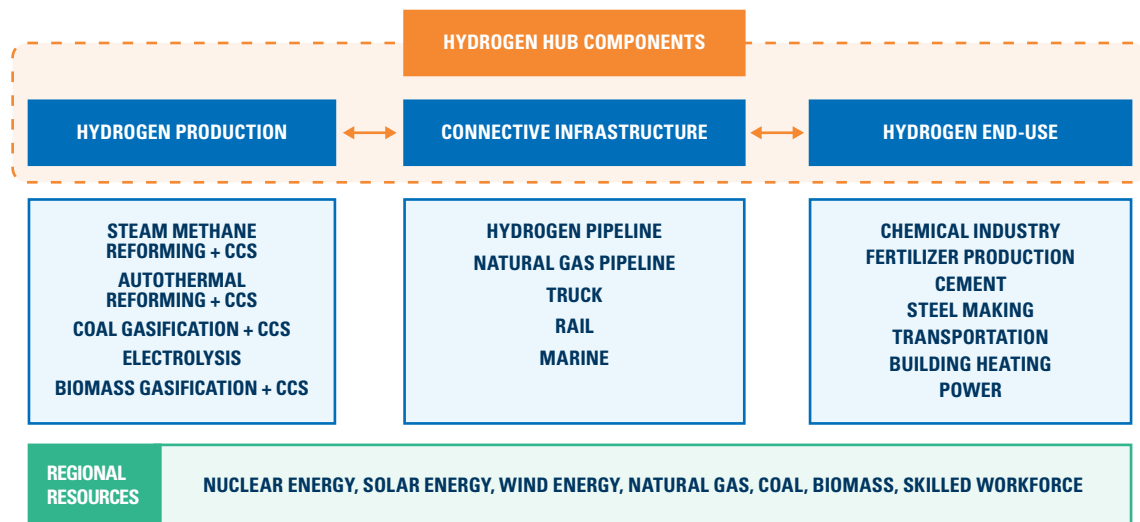 HYDROGEN HUB COMPONENTS
HYDROGEN PRODUCTION
CONNECTIVE INFRASTRUCTURE
HYDROGEN END-USE
STEAM METHANE
REFORMING + CCS
AUTOTHERMAL
REFORMING + CCS
COAL GASIFICATION + CCS
ELECTROLYSIS
BIOMASS GASIFICATION + CCS
HYDROGEN PIPELINE
NATURAL GAS PIPELINE
TRUCK
RAIL
MARINE
CHEMICAL INDUSTRY
FERTILIZER PRODUCTION
CEMENT
STEEL MAKING
TRANSPORTATION
BUILDING HEATING
POWER
REGIONAL
RESOURCES
NUCLEAR ENERGY, SOLAR ENERGY, WIND ENERGY, NATURAL GAS, COAL, BIOMASS, SKILLED WORKFORCE